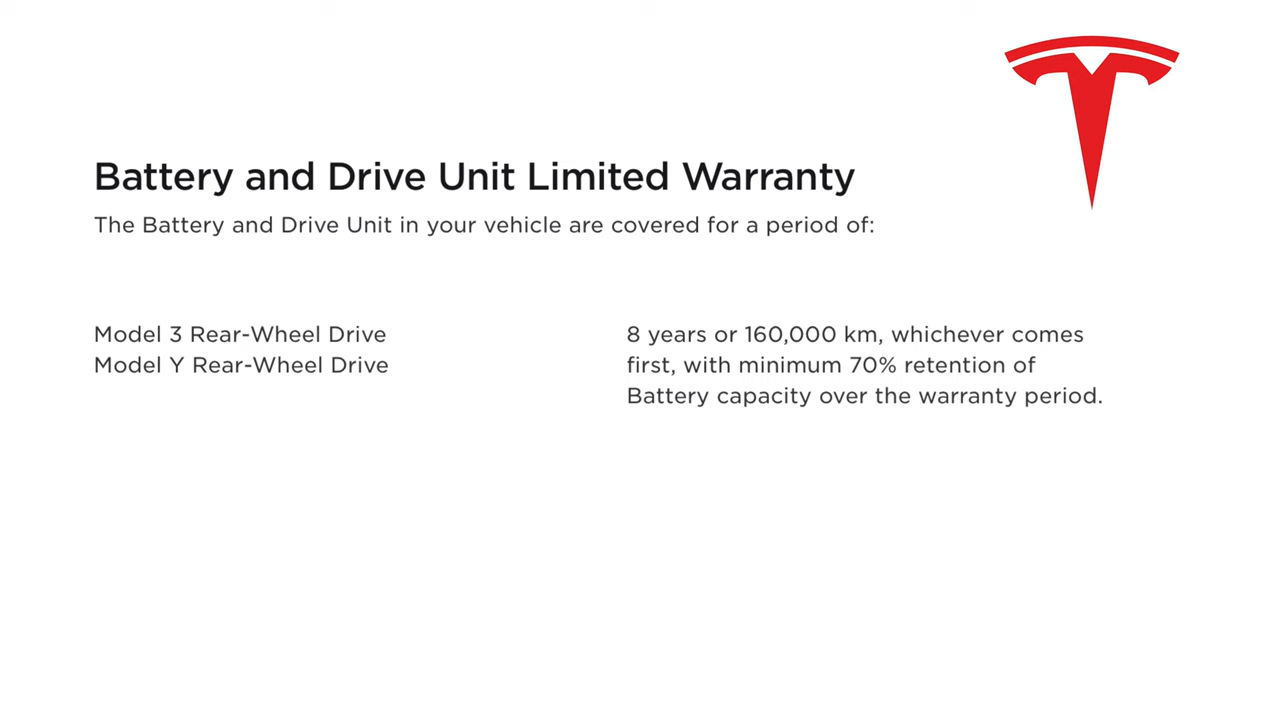 Battery and Drive Unit Limited Warranty
The Battery and Drive Unit in your vehicle are covered for a period of:
Model 3 Rear-Wheel Drive
Model Y Rear-Wheel Drive
8 years or 160,000 km, whichever comes
first, with minimum 70% retention of
Battery capacity over the warranty period.